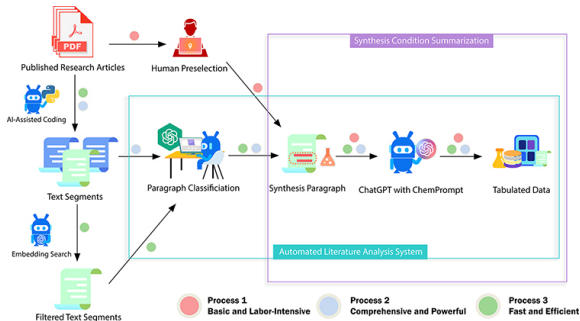 PDF
Synthesis Condition Summarization
Published Research Articles
Human Preselection
AI-Assisted Coding
Text Segments
Paragraph Classification
Synthesis Paragraph
ChatGPT with ChemPrompt
Tabulated Data
Embedding Search
Automated Literature Analysis System
Filtered Text Segments
Process 1
Basic and Labor-Intensive
Process 2
Comprehensive and Powerful
Process 3
Fast and Efficient